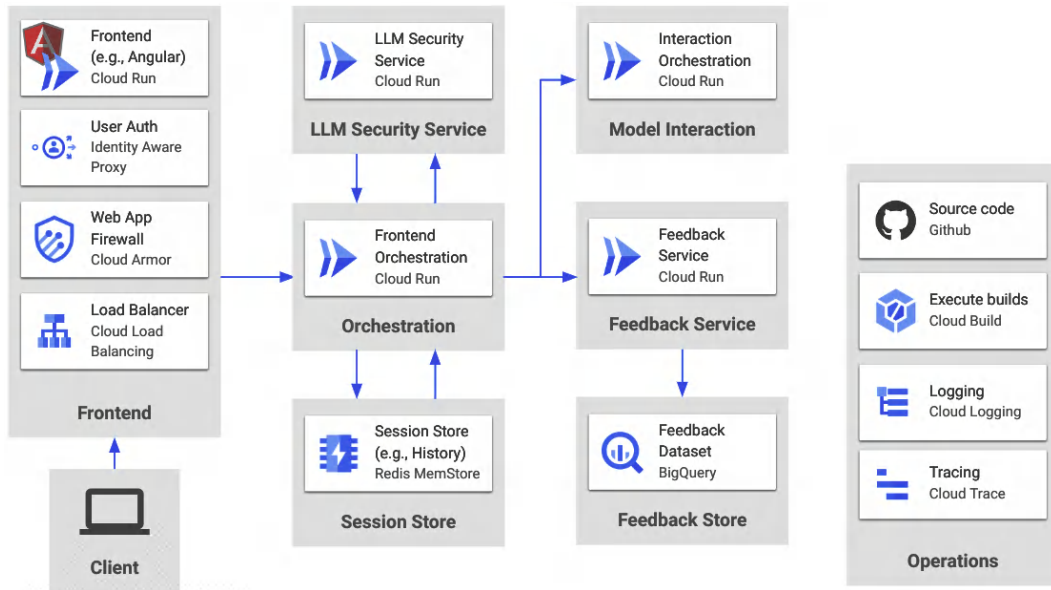 Frontend
(e.g., Angular)
Cloud Run
User Auth
Identity Aware
Proxy
Web App
Firewall
Cloud Armor
Load Balancer
Cloud Load
Balancing
Frontend
Client
LLM Security
Service
Cloud Run
LLM Security Service
Frontend
Orchestration
Cloud Run
Orchestration
Session Store
(e.g., History)
Redis MemStore
Session Store
Interaction
Orchestration
Cloud Run
Model Interaction
Feedback
Service
Cloud Run
Feedback Service
Feedback
Dataset
BigQuery
Feedback Store
Source code
Github
Execute builds
Cloud Build
Logging
Cloud Logging
Tracing
Cloud Trace
Operations